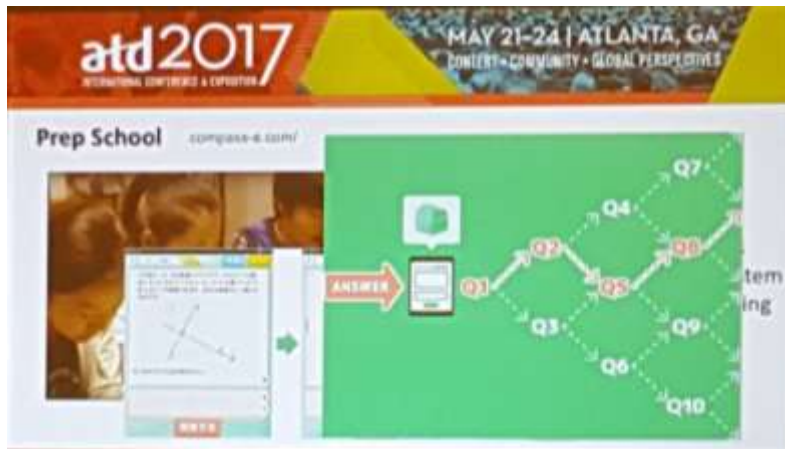 atd2017
INTERNATIONAL CONFERENCE & EXPOSITION
MAY 21-24 | ATLANTA, GA
CONTENT • COMMUNITY • GLOBAL PERSPECTIVES
Prep School compass-e.com/
ANSWER
Q1
Q2
Q3
Q4
Q5
Q6
Q7
Q8
Q9
Q10
tem
ing